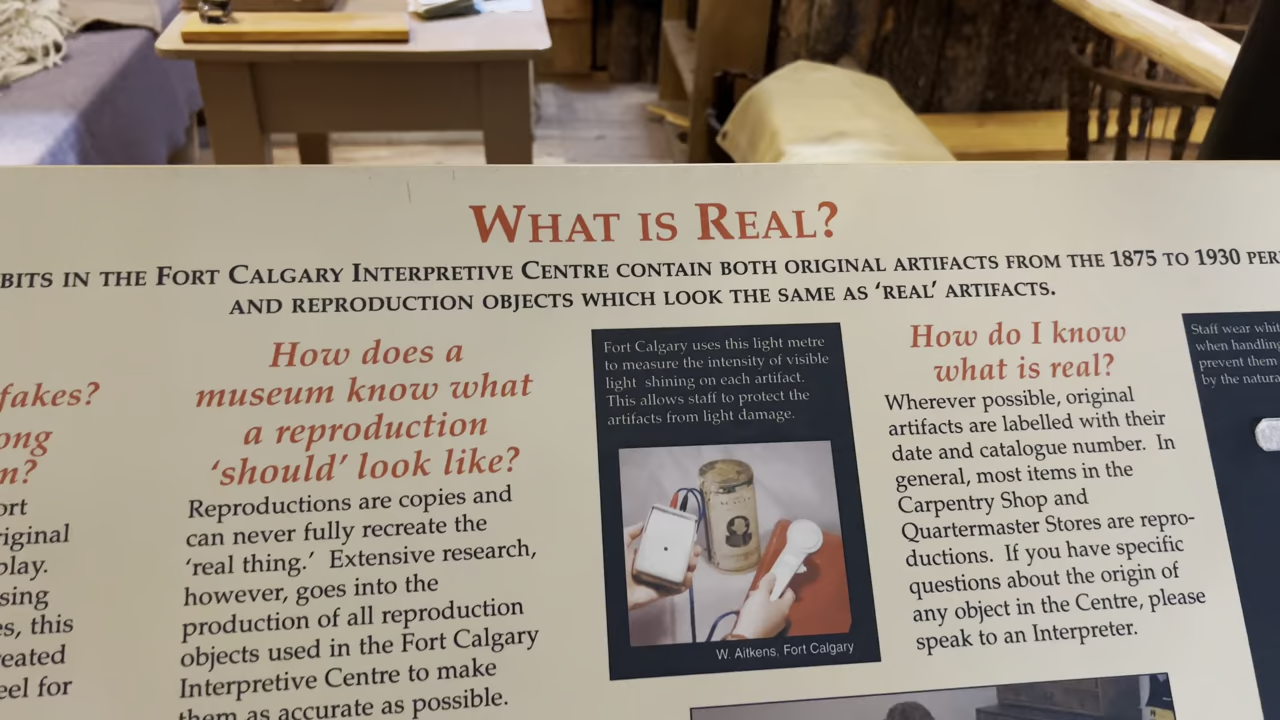 WHAT IS REAL?
BITS IN THE FORT CALGARY INTERPRETIVE CENTRE CONTAIN BOTH ORIGINAL ARTIFACTS FROM THE 1875 TO 1930 PER
AND REPRODUCTION OBJECTS WHICH LOOK THE SAME AS ‘REAL’ ARTIFACTS.
fakes?
ong
n?
ort
riginal
play.
sing
es, this
reated
eel for
How does a
museum know what
a reproduction
‘should’ look like?
Reproductions are copies and
can never fully recreate the
‘real thing.’ Extensive research,
however, goes into the
production of all reproduction
objects used in the Fort Calgary
Interpretive Centre to make
them as accurate as possible.
Fort Calgary uses this light metre
to measure the intensity of visible
light shining on each artifact.
This allows staff to protect the
artifacts from light damage.
W. Aitkens, Fort Calgary
How do I know
what is real?
Wherever possible, original
artifacts are labelled with their
date and catalogue number. In
general, most items in the
Carpentry Shop and
Quartermaster Stores are repro-
ductions. If you have specific
questions about the origin of
any object in the Centre, please
speak to an Interpreter.
Staff wear whit
when handling
prevent them
by the natura